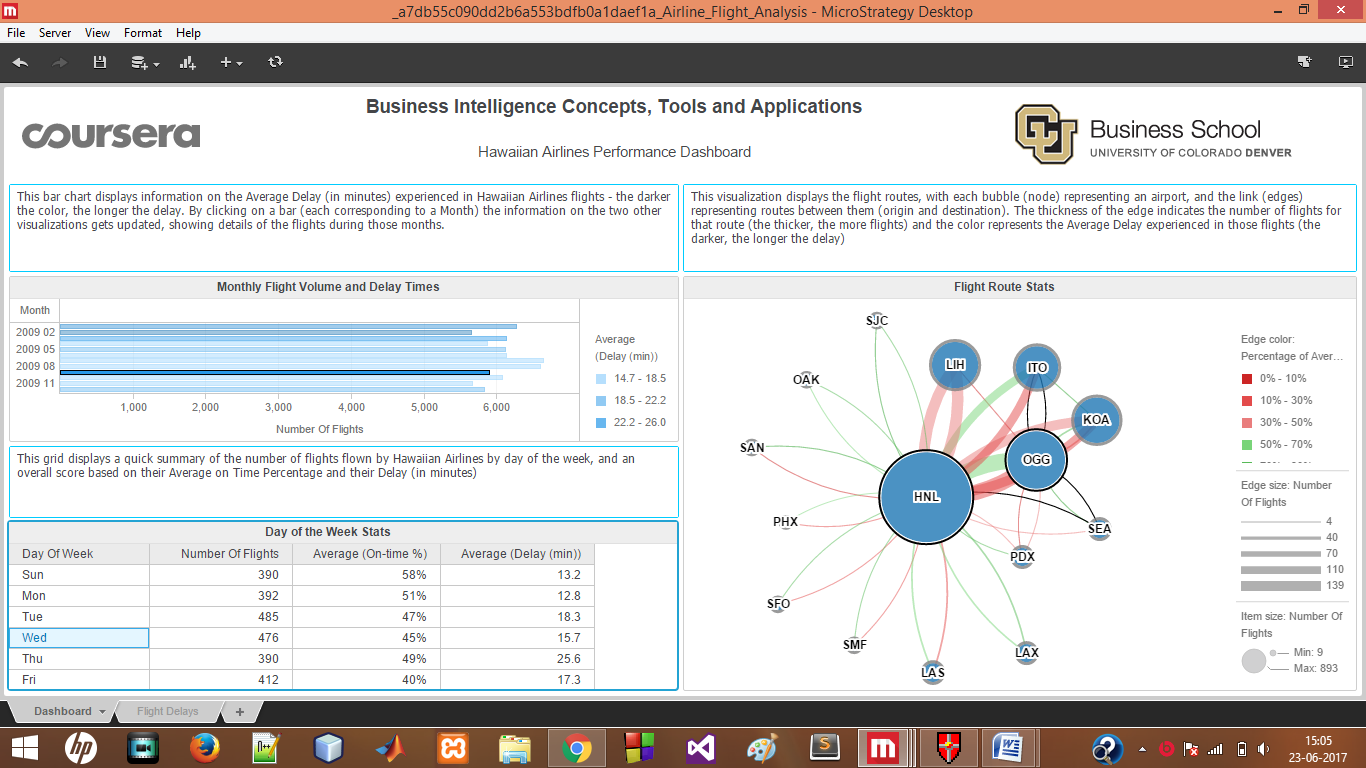 _a7db55c090dd2b6a553bdfb0a1daef1a_Airline_Flight_Analysis - MicroStrategy Desktop
File Server View Format Help
coursera
Business Intelligence Concepts, Tools and Applications
Hawaiian Airlines Performance Dashboard
Business School
UNIVERSITY OF COLORADO DENVER
This bar chart displays information on the Average Delay (in minutes) experienced in Hawaiian Airlines flights - the darker
the color, the longer the delay. By clicking on a bar (each corresponding to a Month) the information on the two other
visualizations gets updated, showing details of the flights during those months.
This visualization displays the flight routes, with each bubble (node) representing an airport, and the link (edges)
representing routes between them (origin and destination). The thickness of the edge indicates the number of flights for
that route (the thicker, the more flights) and the color represents the Average Delay experienced in those flights (the
darker, the longer the delay)
Monthly Flight Volume and Delay Times
Month
2009 02
2009 05
2009 08
2009 11
1,000 2,000 3,000 4,000 5,000 6,000
Number Of Flights
Average
(Delay (min))
14.7 - 18.5
18.5 - 22.2
22.2 - 26.0
This grid displays a quick summary of the number of flights flown by Hawaiian Airlines by day of the week, and an
overall score based on their Average on Time Percentage and their Delay (in minutes)
Day of the Week Stats
Day Of Week Number Of Flights Average (On-time %) Average (Delay (min))
Sun 390 58% 13.2
Mon 392 51% 12.8
Tue 485 47% 18.3
Wed 476 45% 15.7
Thu 390 49% 25.6
Fri 412 40% 17.3
Flight Route Stats
SJC
LIH
ITO
OAK
KOA
SAN
OGG
HNL
PHX
SEA
PDX
SFO
SMF
LAX
LAS
Edge color:
Percentage of Aver...
0% - 10%
10% - 30%
30% - 50%
50% - 70%
Edge size: Number
Of Flights
4
40
70
110
139
Item size: Number Of
Flights
Min: 9
Max: 893
Dashboard
Flight Delays
15:05
23-06-2017